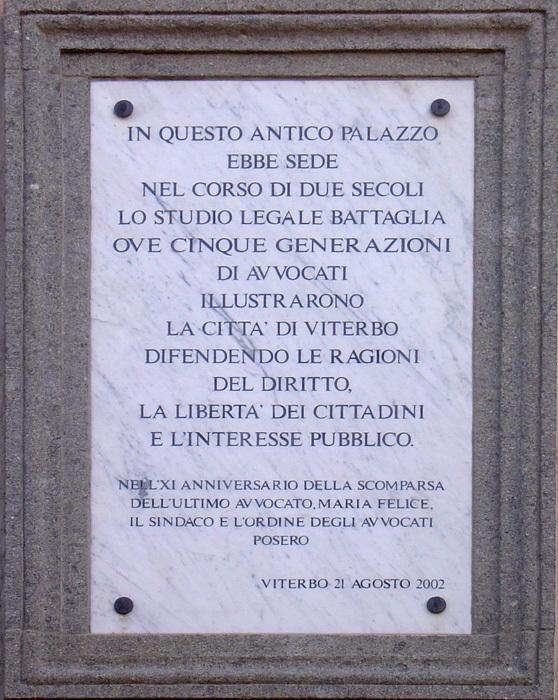 IN QUESTO ANTICO PALAZZO
EBBE SEDE
NEL CORSO DI DUE SECOLI
LO STUDIO LEGALE BATTAGLIA
OVE CINQUE GENERAZIONI
DI AVVOCATI
ILLUSTRARONO
LA CITTA' DI VITERBO
DIFENDENDO LE RAGIONI
DEL DIRITTO,
LA LIBERTA' DEI CITTADINI
E L'INTERESSE PUBBLICO.
NELL'XI ANNIVERSARIO DELLA SCOMPARSA
DELL'ULTIMO AVVOCATO, MARIA FELICE,
IL SINDACO E L'ORDINE DEGLI AVVOCATI
POSERO
VITERBO 21 AGOSTO 2002